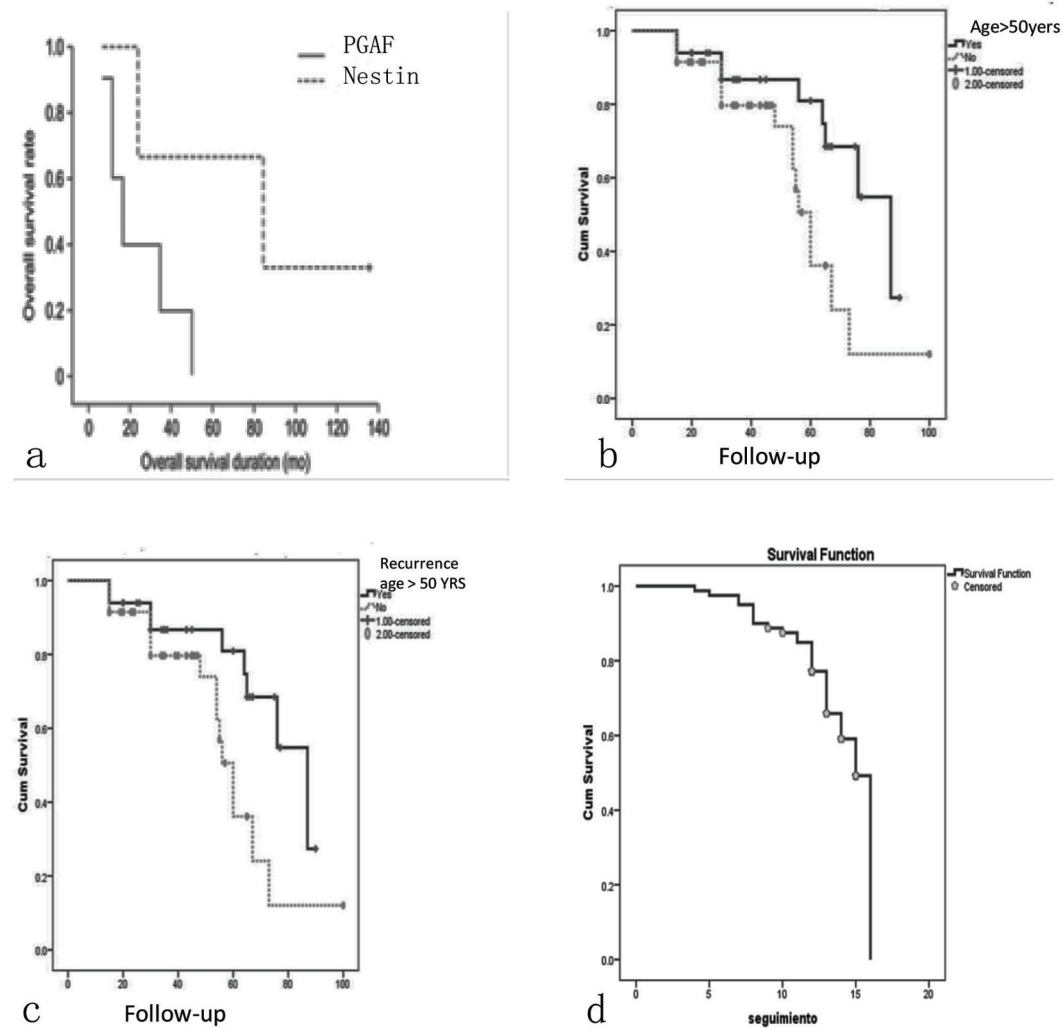 PGAF
Nestin
Overall survival rate
1.0
0.8
0.6
0.4
0.2
0
0 20 40 60 80 100 120 140
Overall survival duration (mo)
a
Age>50yers
Yes
No
1.00-censored
2.00-censored
Cum Survival
1.0
0.8
0.6
0.4
0.2
0.0
0 20 40 60 80 100
Follow-up
b
Recurrence
age > 50 YRS
Yes
No
1.00-censored
2.00-censored
Cum Survival
1.0
0.8
0.6
0.4
0.2
0.0
0 20 40 60 80 100
Follow-up
c
Survival Function
Survival Function
Censored
Cum Survival
1.0
0.8
0.6
0.4
0.2
0.0
0 5 10 15 20
seguimiento
d